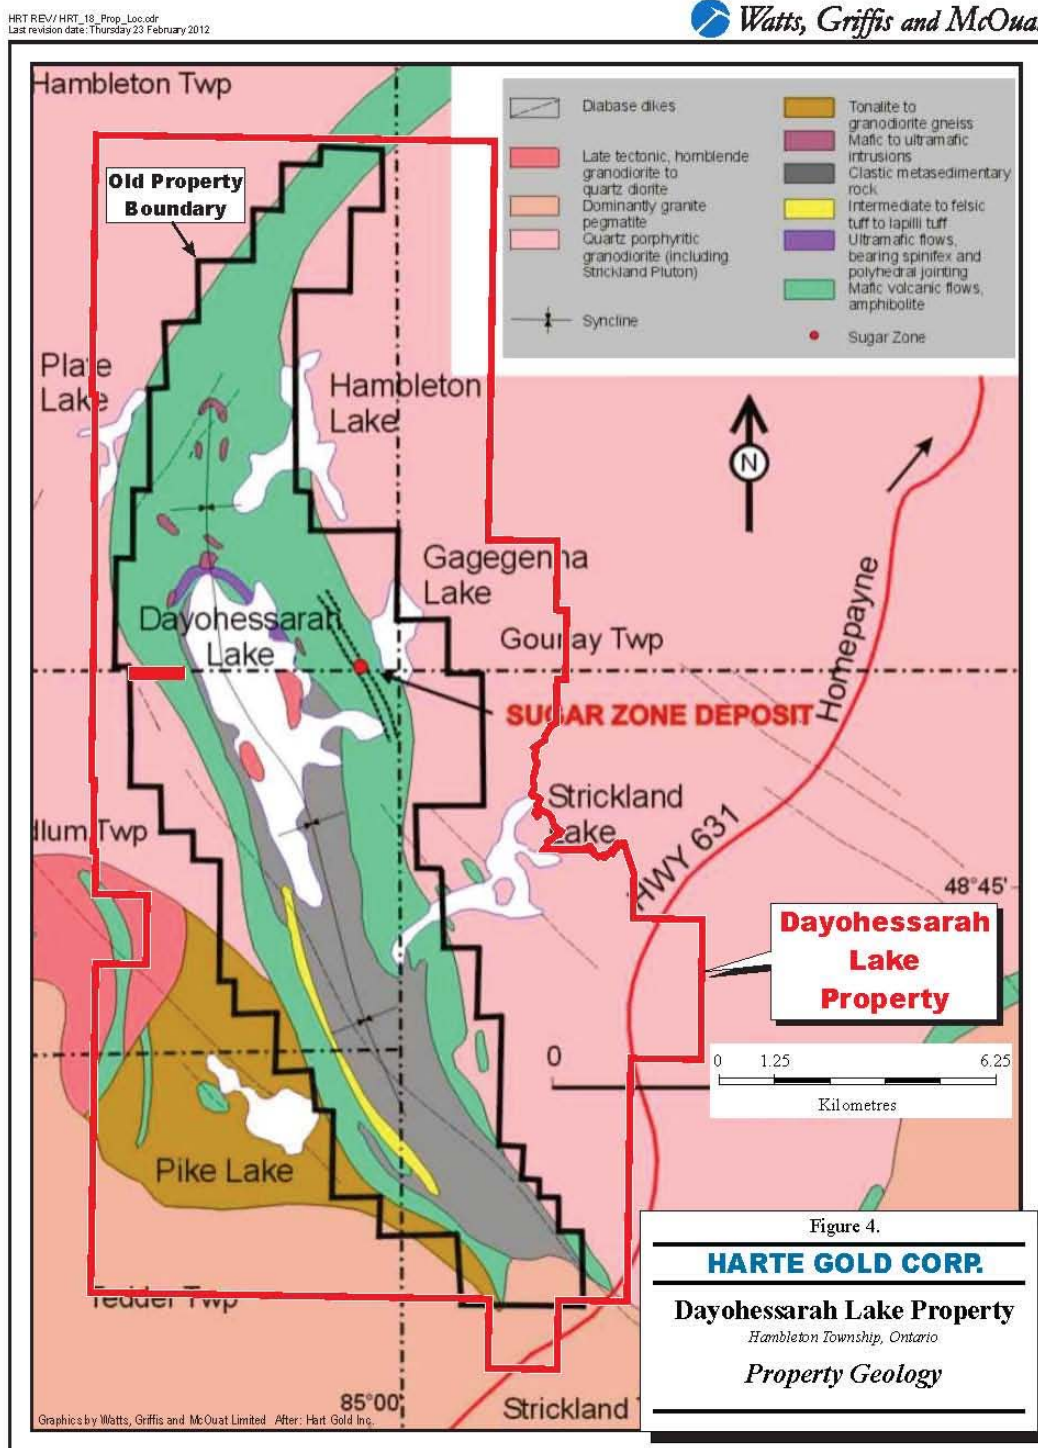 HRT REV// HRT_18_Prop_Loc.cdr
Last revision date: Thursday 23 February 2012
Watts, Griffis and McOua
Hambleton Twp
Old Property
Boundary
Diabase dikes
Late tectonic, hornblende
granodiorite to
quartz diorite
Dominantly granite
pegmatite
Quartz porphyritic
granodiorite (including
Strickland Pluton)
Syncline
Tonalite to
granodiorite gneiss
Mafic to ultramafic
intrusions
Clastic metasedimentary
rock
Intermediate to felsic
tuff to lapilli tuff
Ultramafic flows,
bearing spinifex and
polyhedral jointing
Mafic volcanic flows,
amphibolite
Sugar Zone
Plate
Lake
Hambleton
Lake
N
Gagegenna
Lake
Homepayne
Dayohessarah
Lake
Gournay Twp
SUGAR ZONE DEPOSIT
Strickland
Lake
dlum Twp
HWY 631
48°45'
Dayohessarah
Lake
Property
0
0 1.25 6.25
Kilometres
Pike Lake
Tedder Twp
85°00'
Strickland
Graphics by Watts, Griffis and McOuat Limited After: Hart Gold Inc.
Figure 4.
HARTE GOLD CORP.
Dayohessarah Lake Property
Hambleton Township, Ontario
Property Geology